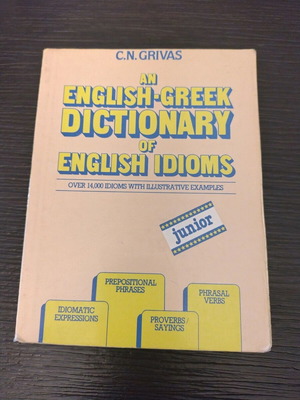 C.N. GRIVAS
AN
ENGLISH-GREEK
DICTIONARY
OF
ENGLISH IDIOMS
OVER 14,000 IDIOMS WITH ILLUSTRATIVE EXAMPLES
junior
PREPOSITIONAL
PHRASES
PHRASAL
VERBS
IDIOMATIC
EXPRESSIONS
PROVERBS/
SAYINGS